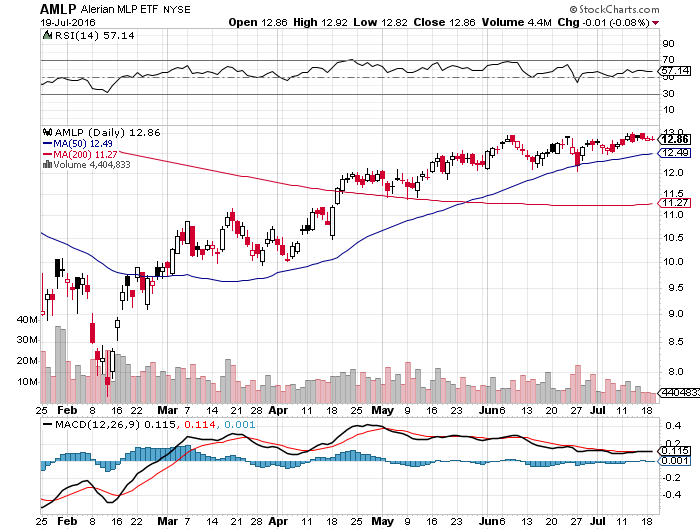 AMLP Alerian MLP ETF NYSE © StockCharts.com
19-Jul-2016 Open 12.86 High 12.92 Low 12.82 Close 12.86 Volume 4.4M Chg -0.01 (-0.08%)
RSI(14) 57.14
90
70
57.14
50
30
10
AMLP (Daily) 12.86
MA(50) 12.49
MA(200) 11.27
Volume 4,404,833
13.0
12.86
12.49
12.0
11.5
11.27
11.0
10.5
10.0
9.5
9.0
8.5
8.0
40M
30M
20M
10M
4404833
25 Feb 8 16 22 Mar 7 14 21 28 Apr 11 18 25 May 9 16 23 Jun 6 13 20 27 Jul 11 18
MACD(12,26,9) 0.115, 0.114, 0.001
0.4
0.2
0.115
0.001
-0.2
-0.4
25 Feb 8 16 22 Mar 7 14 21 28 Apr 11 18 25 May 9 16 23 Jun 6 13 20 27 Jul 11 18